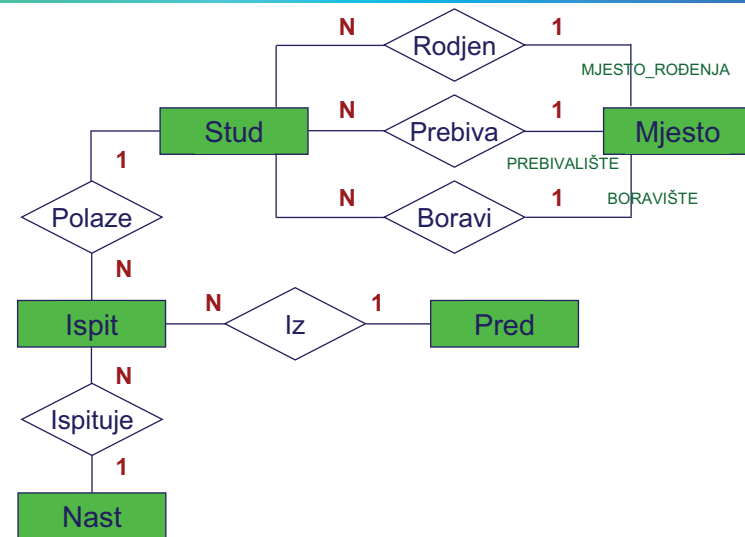 N Rodjen 1
MJESTO_ROĐENJA
Stud N Prebiva 1 Mjesto
1 PREBIVALIŠTE
N Boravi 1 BORAVIŠTE
Polaze
N
Ispit N Iz 1 Pred
N
Ispituje
1
Nast